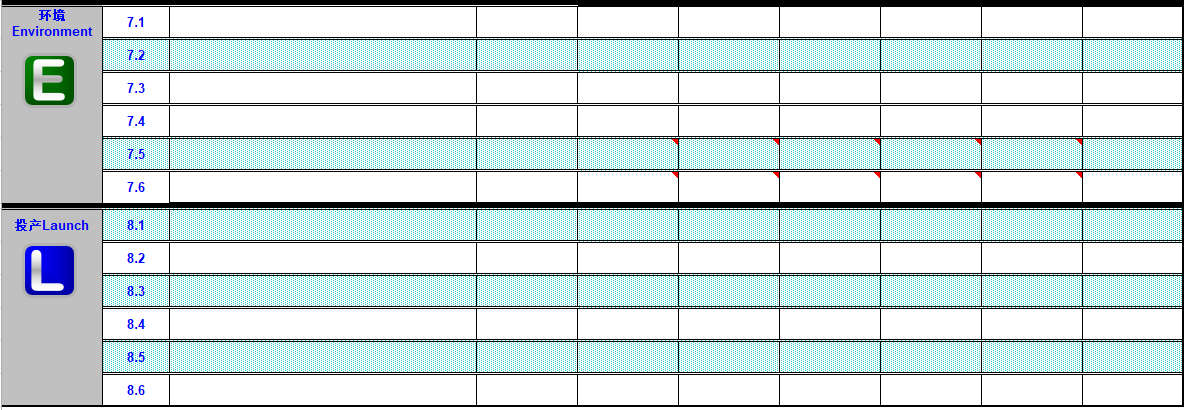 环境
Environment
E
7.1
7.2
7.3
7.4
7.5
7.6
投产Launch
L
8.1
8.2
8.3
8.4
8.5
8.6